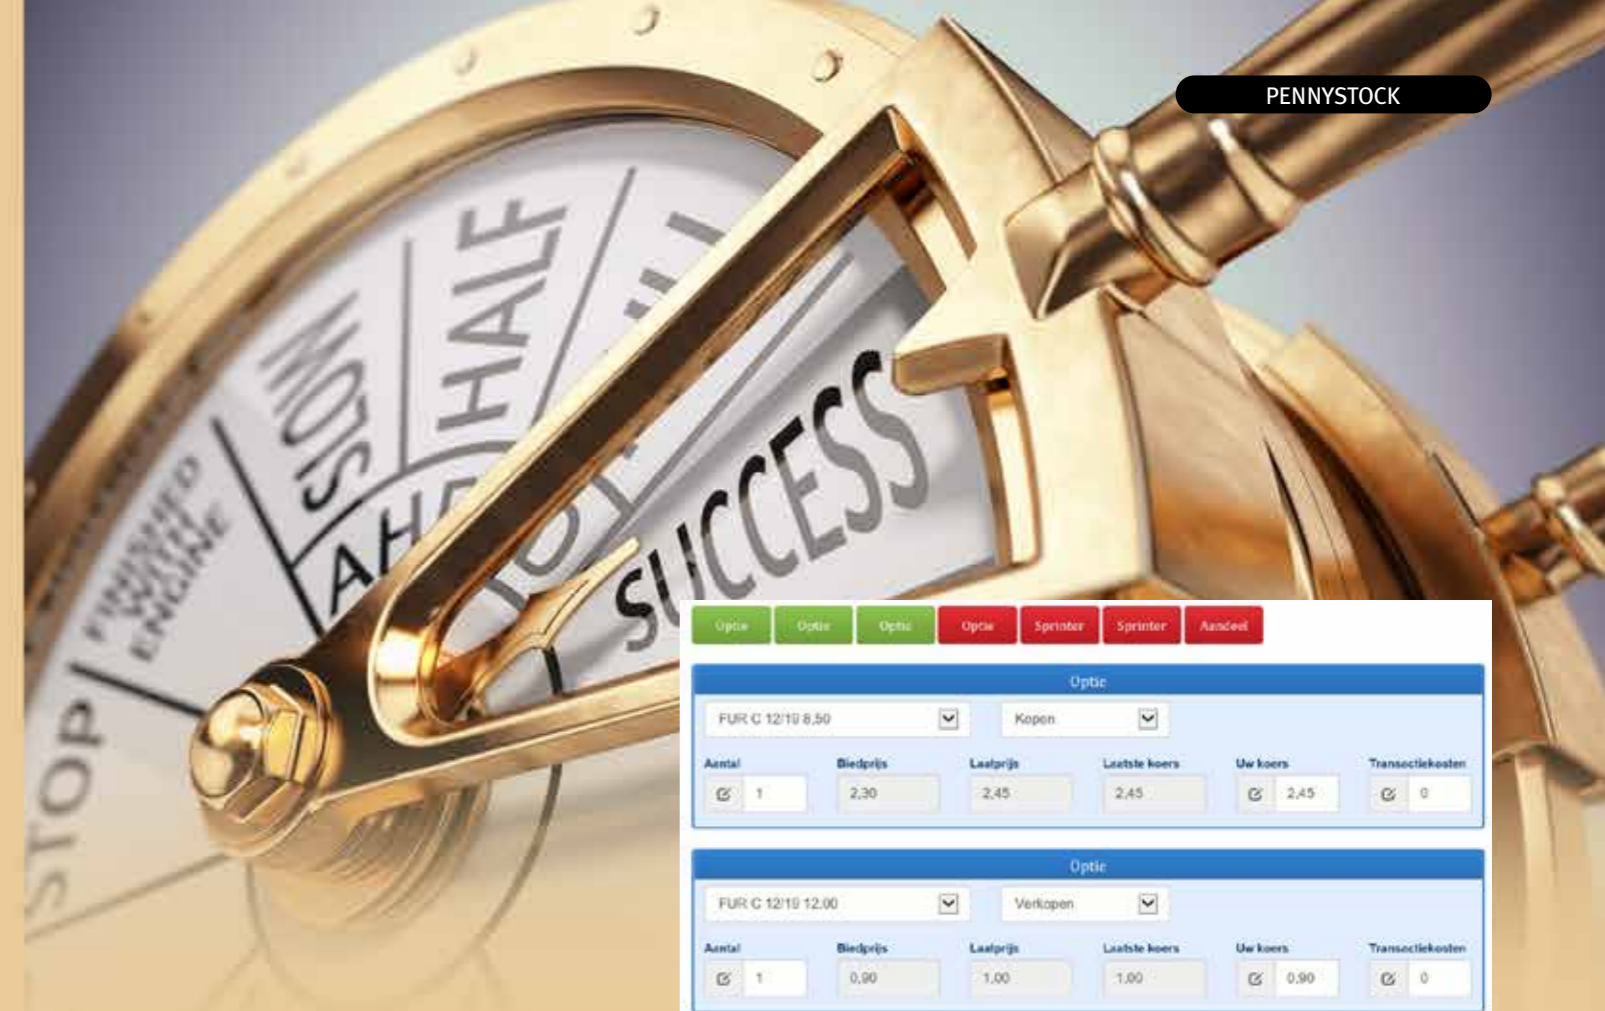 PENNYSTOCK
FINISHED
WITH
ENGINE
SLOW
HALF
AHE
STOP
SUCCESS
Optie Optie Optie Optie Sprinter Sprinter Aandeel
Optie
FUR C 12/19 8,50 Kopen
Aantal Biedprijs Laatprijs Laatste koers Uw koers Transactiekosten
1 2,30 2,45 2,45 2,45 0
Optie
FUR C 12/19 12,00 Verkopen
Aantal Biedprijs Laatprijs Laatste koers Uw koers Transactiekosten
1 0,90 1,00 1,00 0,90 0